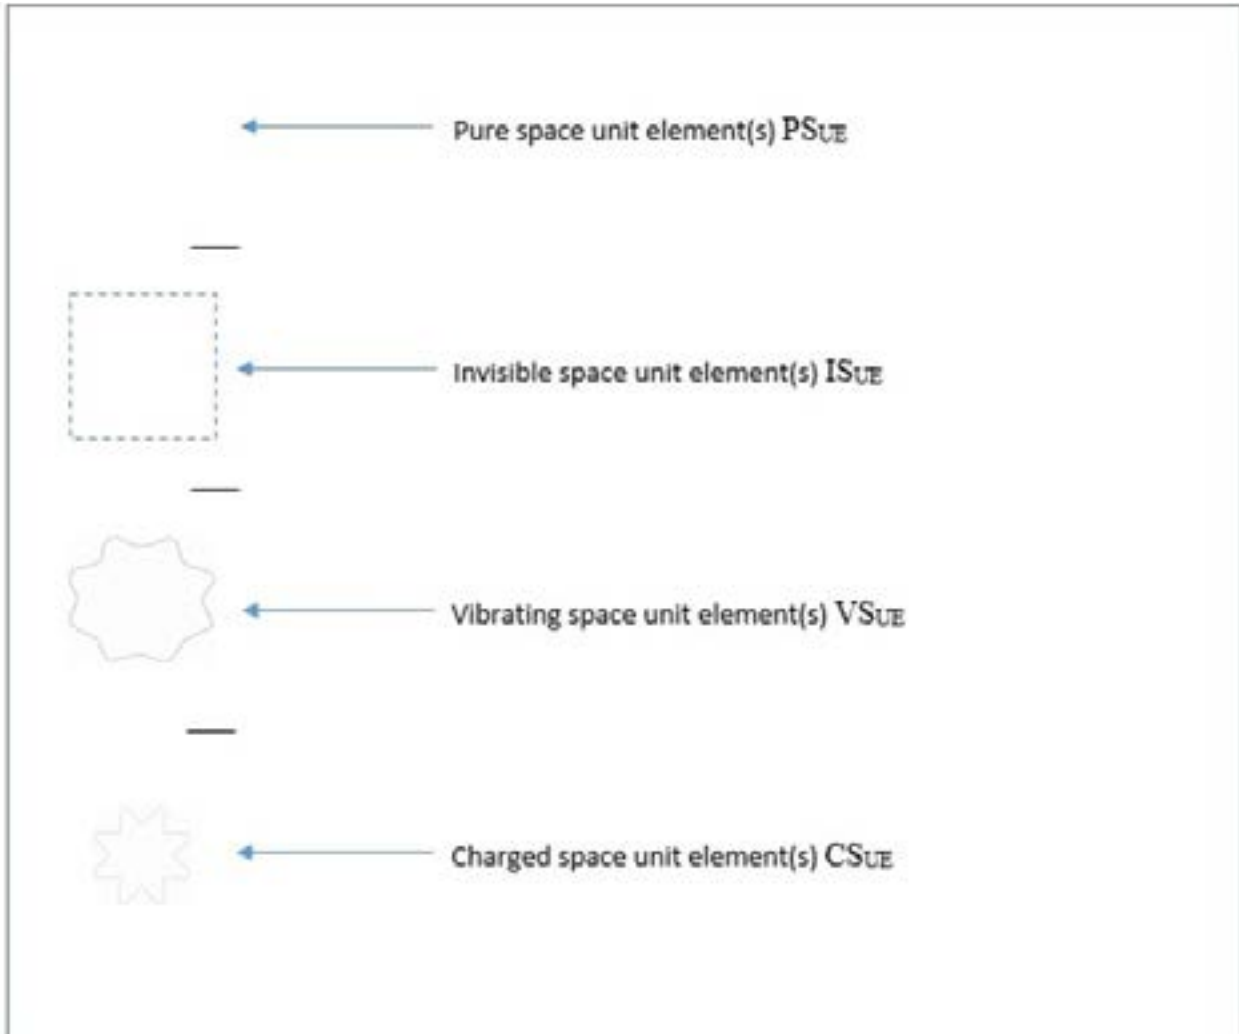 Pure space unit element(s) PSUE
Invisible space unit element(s) ISUE
Vibrating space unit element(s) VSUE
Charged space unit element(s) CSUE